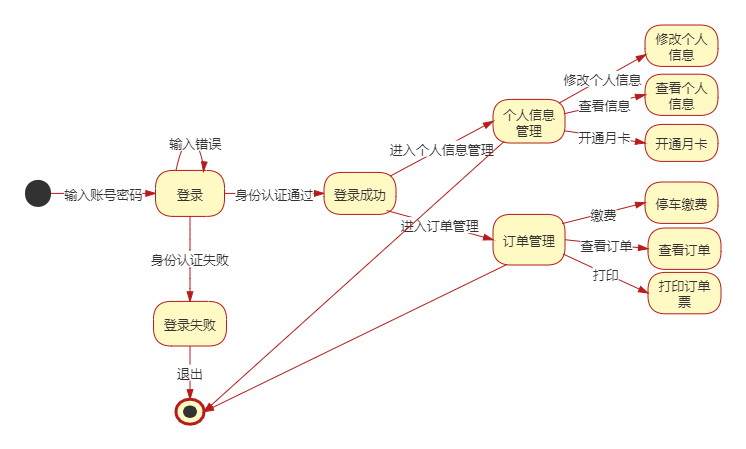 修改个人
信息
修改个人信息
查看个人
信息
查看信息
个人信息
管理
开通月卡
开通月卡
输入错误
进入个人信息管理
输入账号密码
登录
身份认证通过
登录成功
进入订单管理
缴费
停车缴费
订单管理
查看订单
查看订单
打印
打印订单
票
身份认证失败
登录失败
退出